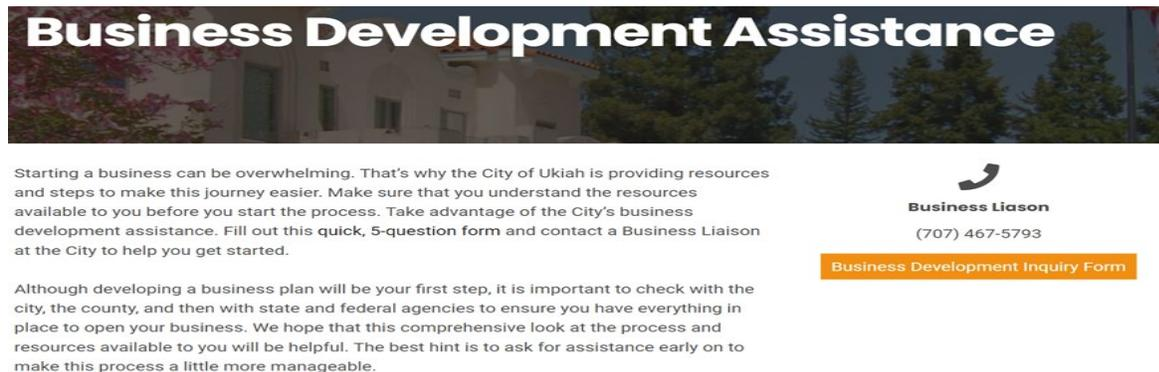 Business Development Assistance
Starting a business can be overwhelming. That's why the City of Ukiah is providing resources
and steps to make this journey easier. Make sure that you understand the resources
available to you before you start the process. Take advantage of the City's business
development assistance. Fill out this quick, 5-question form and contact a Business Liaison
at the City to help you get started.
Although developing a business plan will be your first step, it is important to check with the
city, the county, and then with state and federal agencies to ensure you have everything in
place to open your business. We hope that this comprehensive look at the process and
resources available to you will be helpful. The best hint is to ask for assistance early on to
make this process a little more manageable.
Business Liason
(707) 467-5793
Business Development Inquiry Form